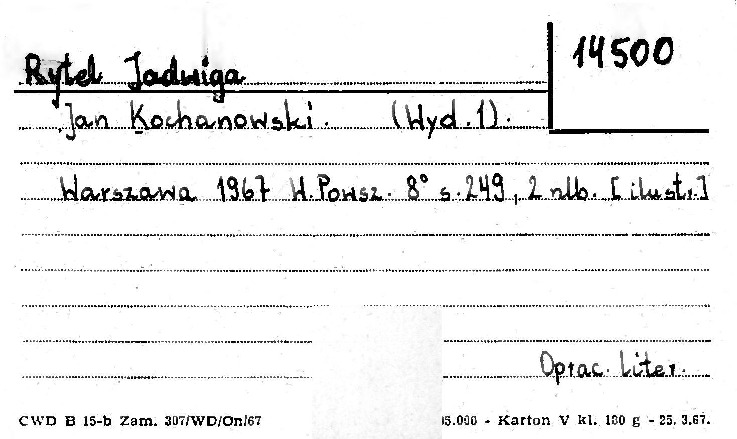 14500
Rytel Jadwiga
Jan Kochanowski. (Wyd. 1).
Warszawa 1967 W. Powsz. 8° s. 249, 2 nlb. [ilustr.]
Oprac. Liter.
CWD B 15-b Zam. 307/WD/On/67 5.000 - Karton V kl. 180 g - 25. 3.67.